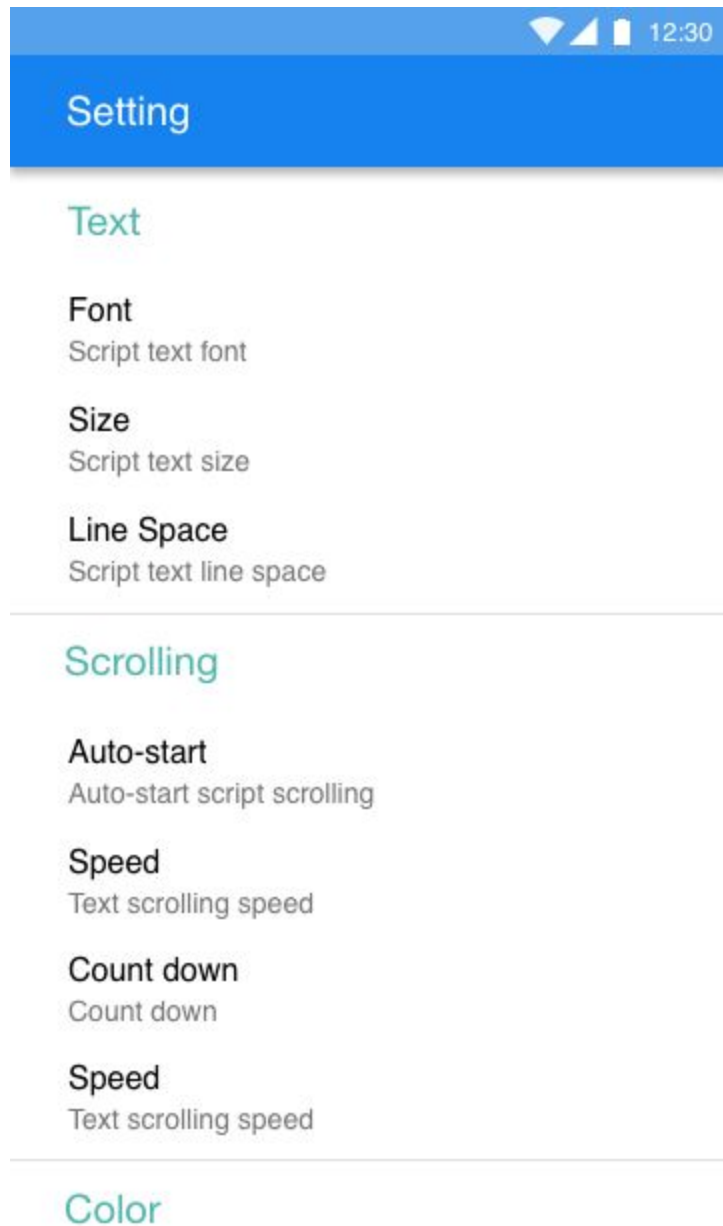 12:30
Setting
Text
Font
Script text font
Size
Script text size
Line Space
Script text line space
Scrolling
Auto-start
Auto-start script scrolling
Speed
Text scrolling speed
Count down
Count down
Speed
Text scrolling speed
Color